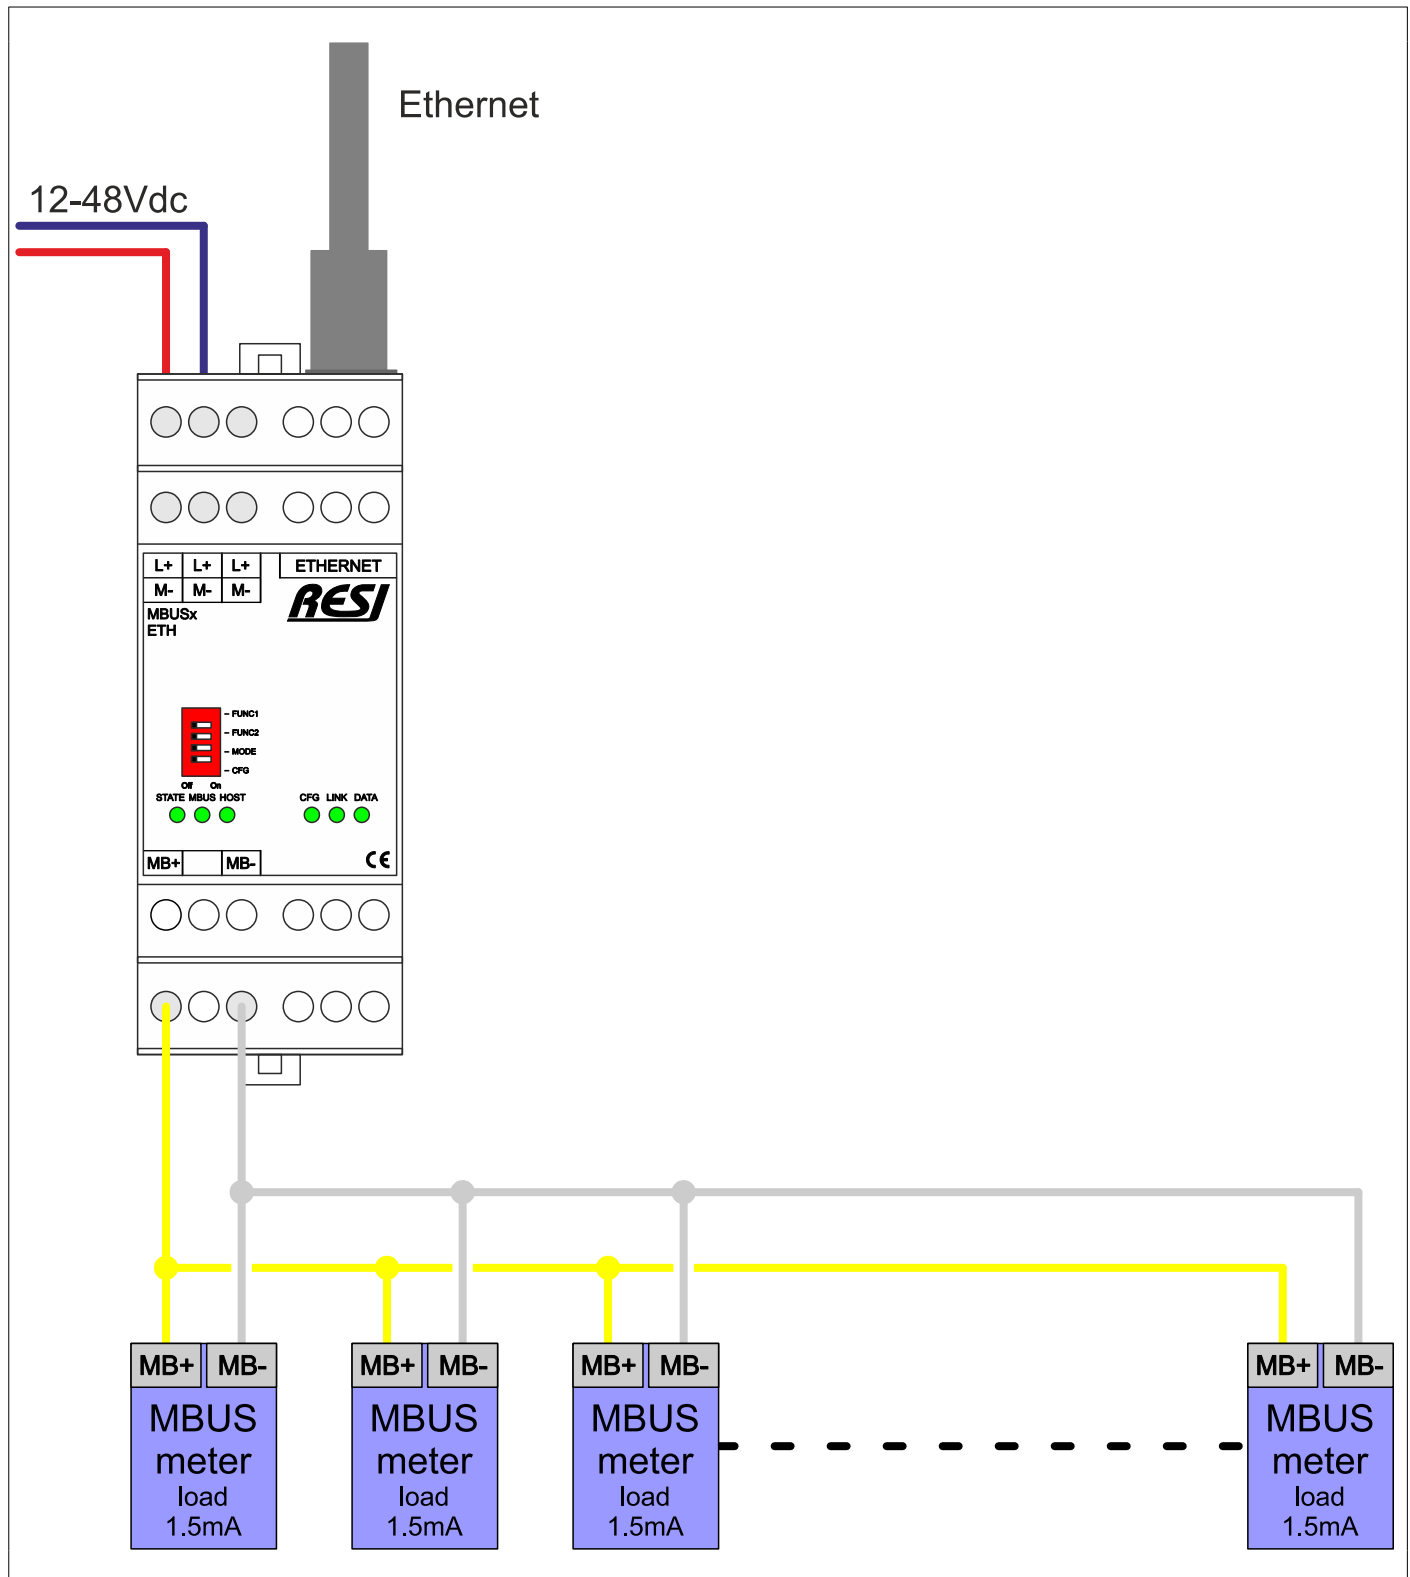 Ethernet
12-48Vdc
L+ L+ L+ ETHERNET
M- M- M- RESI
MBUSx
ETH
FUNC1
FUNC2
MODE
CFG
Off On
STATE MBUS HOST CFG LINK DATA
MB+ MB- CE
MB+ MB- MB+ MB- MB+ MB- MB+ MB-
MBUS MBUS MBUS MBUS
meter meter meter meter
load load load load
1.5mA 1.5mA 1.5mA 1.5mA